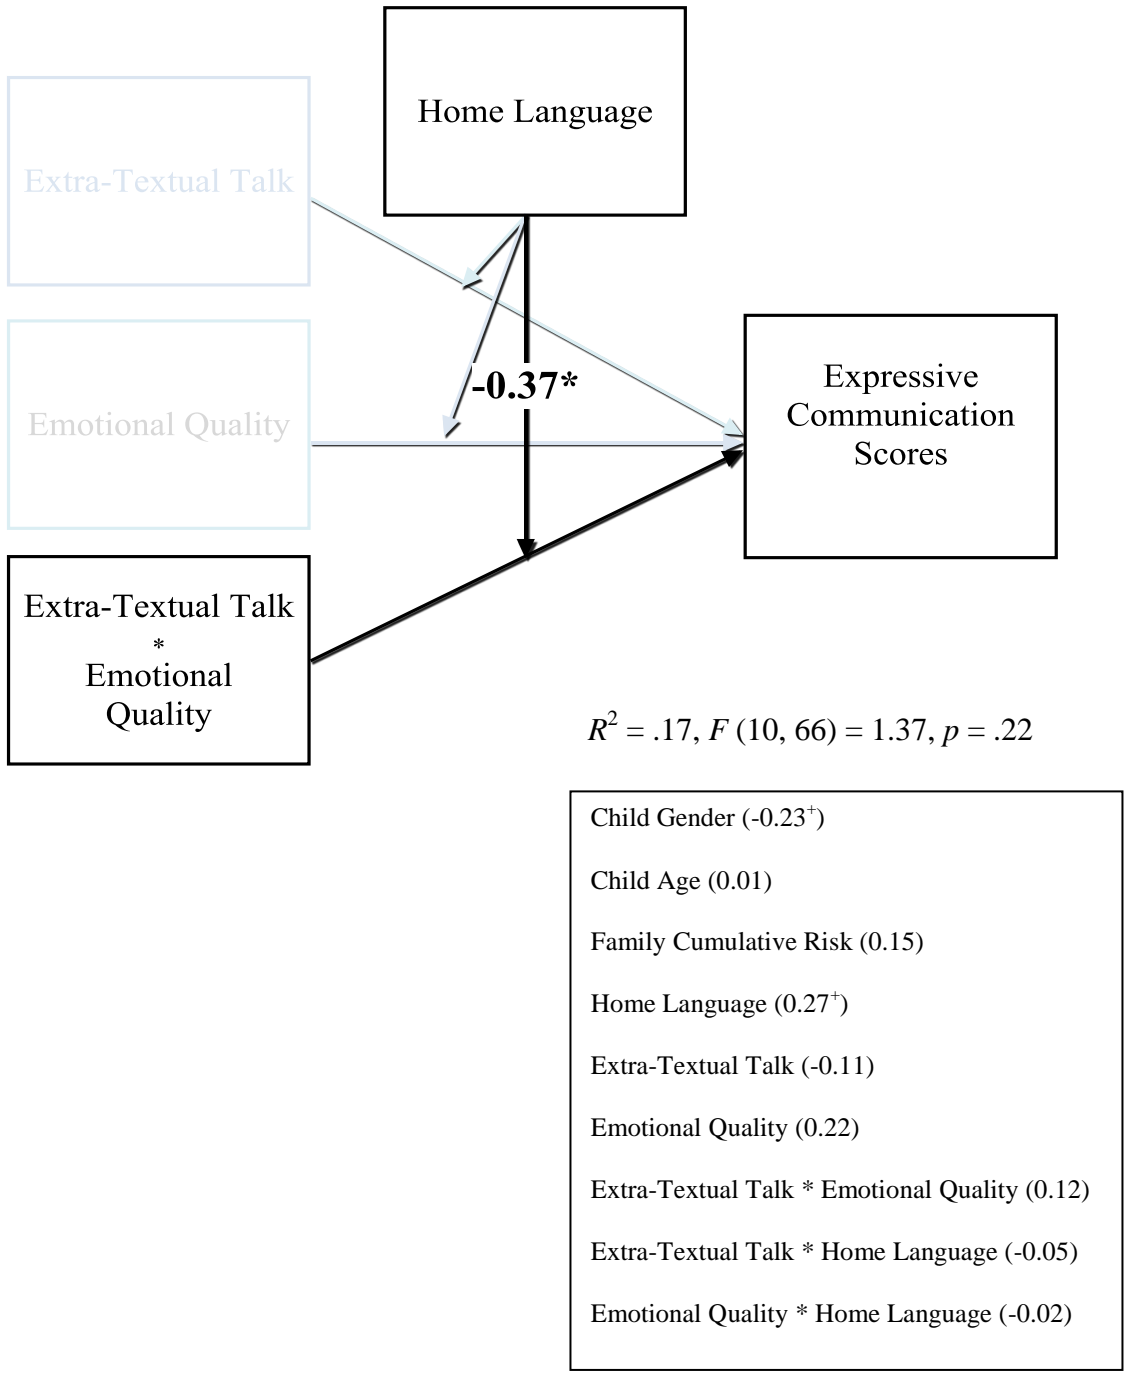 Home Language
Extra-Textual Talk
-0.37*
Emotional Quality
Expressive
Communication
Scores
Extra-Textual Talk
*
Emotional
Quality
R² = .17, F (10, 66) = 1.37, p = .22
Child Gender (-0.23⁺)
Child Age (0.01)
Family Cumulative Risk (0.15)
Home Language (0.27⁺)
Extra-Textual Talk (-0.11)
Emotional Quality (0.22)
Extra-Textual Talk * Emotional Quality (0.12)
Extra-Textual Talk * Home Language (-0.05)
Emotional Quality * Home Language (-0.02)